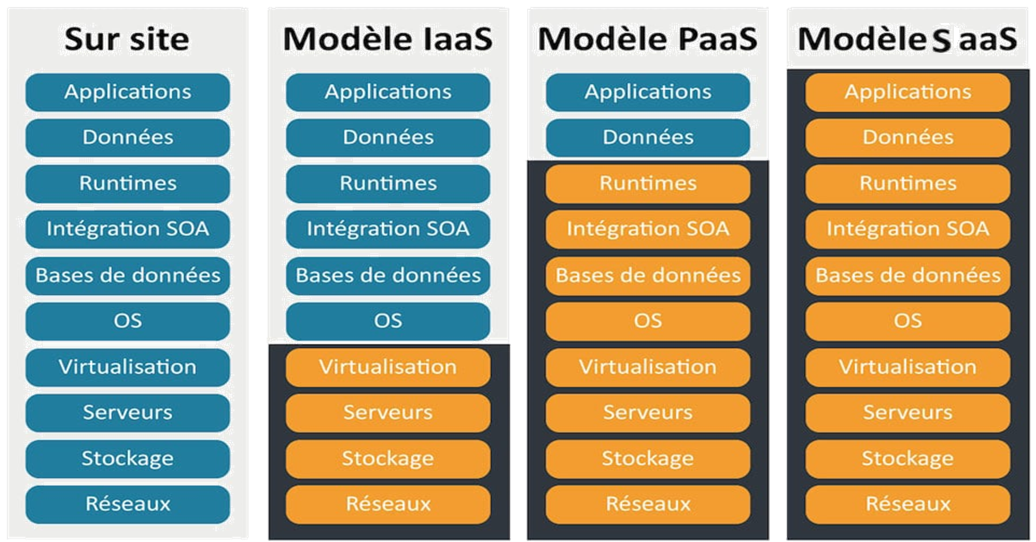 Sur site
Applications
Données
Runtimes
Intégration SOA
Bases de données
OS
Virtualisation
Serveurs
Stockage
Réseaux
Modèle IaaS
Applications
Données
Runtimes
Intégration SOA
Bases de données
OS
Virtualisation
Serveurs
Stockage
Réseaux
Modèle PaaS
Applications
Données
Runtimes
Intégration SOA
Bases de données
OS
Virtualisation
Serveurs
Stockage
Réseaux
Modèle SaaS
Applications
Données
Runtimes
Intégration SOA
Bases de données
OS
Virtualisation
Serveurs
Stockage
Réseaux